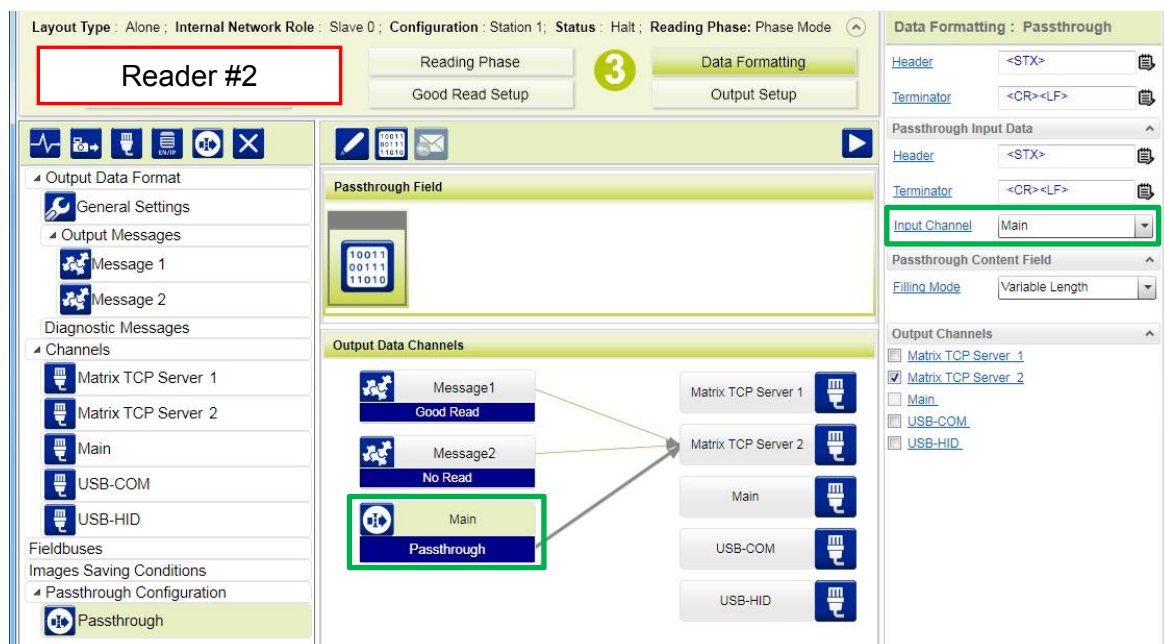 Layout Type : Alone ; Internal Network Role : Slave 0 ; Configuration : Station 1; Status : Halt ; Reading Phase: Phase Mode
Reader #2
Reading Phase
3
Data Formatting
Good Read Setup
Output Setup
EN/IP
Output Data Format
General Settings
Output Messages
Message 1
Message 2
Diagnostic Messages
Channels
Matrix TCP Server 1
Matrix TCP Server 2
Main
USB-COM
USB-HID
Fieldbuses
Images Saving Conditions
Passthrough Configuration
Passthrough
10011
00111
11010
Passthrough Field
10011
00111
11010
Output Data Channels
Message1
Good Read
Message2
No Read
Main
Passthrough
Matrix TCP Server 1
Matrix TCP Server 2
Main
USB-COM
USB-HID
Data Formatting : Passthrough
Header <STX>
Terminator <CR><LF>
Passthrough Input Data
Header <STX>
Terminator <CR><LF>
Input Channel Main
Passthrough Content Field
Filling Mode Variable Length
Output Channels
Matrix TCP Server 1
Matrix TCP Server 2
Main
USB-COM
USB-HID